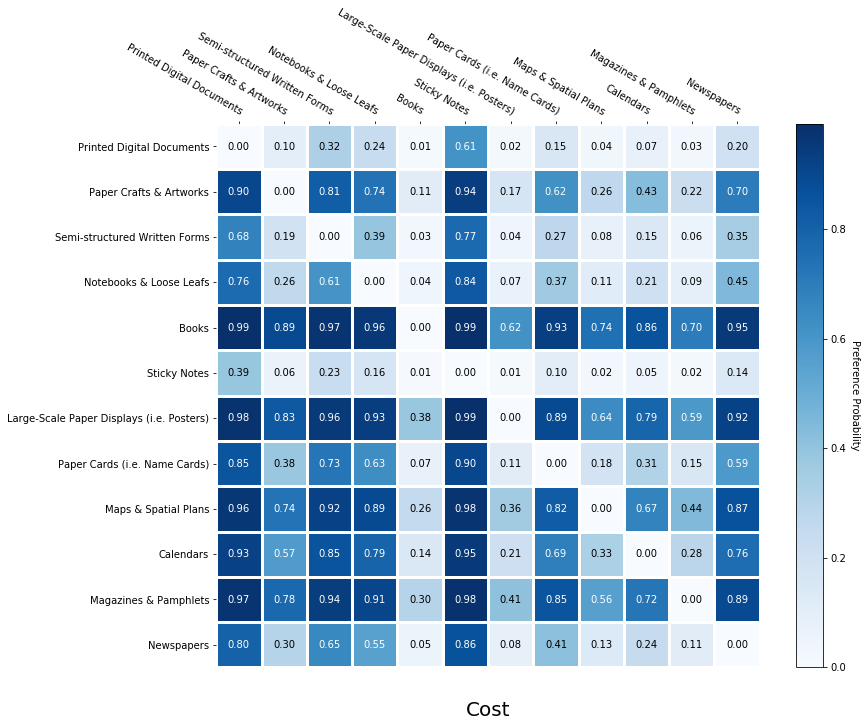 Printed Digital Documents
Paper Crafts & Artworks
Semi-structured Written Forms
Notebooks & Loose Leafs
Books
Sticky Notes
Large-Scale Paper Displays (i.e. Posters)
Paper Cards (i.e. Name Cards)
Maps & Spatial Plans
Calendars
Magazines & Pamphlets
Newspapers
Printed Digital Documents 0.00 0.10 0.32 0.24 0.01 0.61 0.02 0.15 0.04 0.07 0.03 0.20
Paper Crafts & Artworks 0.90 0.00 0.81 0.74 0.11 0.94 0.17 0.62 0.26 0.43 0.22 0.70
Semi-structured Written Forms 0.68 0.19 0.00 0.39 0.03 0.77 0.04 0.27 0.08 0.15 0.06 0.35
Notebooks & Loose Leafs 0.76 0.26 0.61 0.00 0.04 0.84 0.07 0.37 0.11 0.21 0.09 0.45
Books 0.99 0.89 0.97 0.96 0.00 0.99 0.62 0.93 0.74 0.86 0.70 0.95
Sticky Notes 0.39 0.06 0.23 0.16 0.01 0.00 0.01 0.10 0.02 0.05 0.02 0.14
Large-Scale Paper Displays (i.e. Posters) 0.98 0.83 0.96 0.93 0.38 0.99 0.00 0.89 0.64 0.79 0.59 0.92
Paper Cards (i.e. Name Cards) 0.85 0.38 0.73 0.63 0.07 0.90 0.11 0.00 0.18 0.31 0.15 0.59
Maps & Spatial Plans 0.96 0.74 0.92 0.89 0.26 0.98 0.36 0.82 0.00 0.67 0.44 0.87
Calendars 0.93 0.57 0.85 0.79 0.14 0.95 0.21 0.69 0.33 0.00 0.28 0.76
Magazines & Pamphlets 0.97 0.78 0.94 0.91 0.30 0.98 0.41 0.85 0.56 0.72 0.00 0.89
Newspapers 0.80 0.30 0.65 0.55 0.05 0.86 0.08 0.41 0.13 0.24 0.11 0.00
0.8
0.6
0.4
0.2
0.0
Preference Probability
Cost